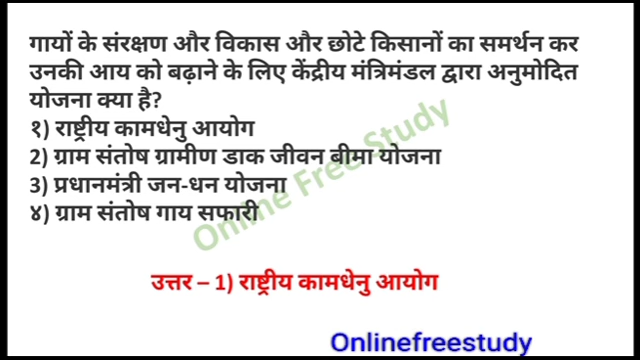 गायों के संरक्षण और विकास और छोटे किसानों का समर्थन कर
उनकी आय को बढ़ाने के लिए केंद्रीय मंत्रिमंडल द्वारा अनुमोदित
योजना क्या है?
१) राष्ट्रीय कामधेनु आयोग
2) ग्राम संतोष ग्रामीण डाक जीवन बीमा योजना
3) प्रधानमंत्री जन-धन योजना
४) ग्राम संतोष गाय सफारी
Online Free Study
उत्तर – 1) राष्ट्रीय कामधेनु आयोग
Onlinefreestudy